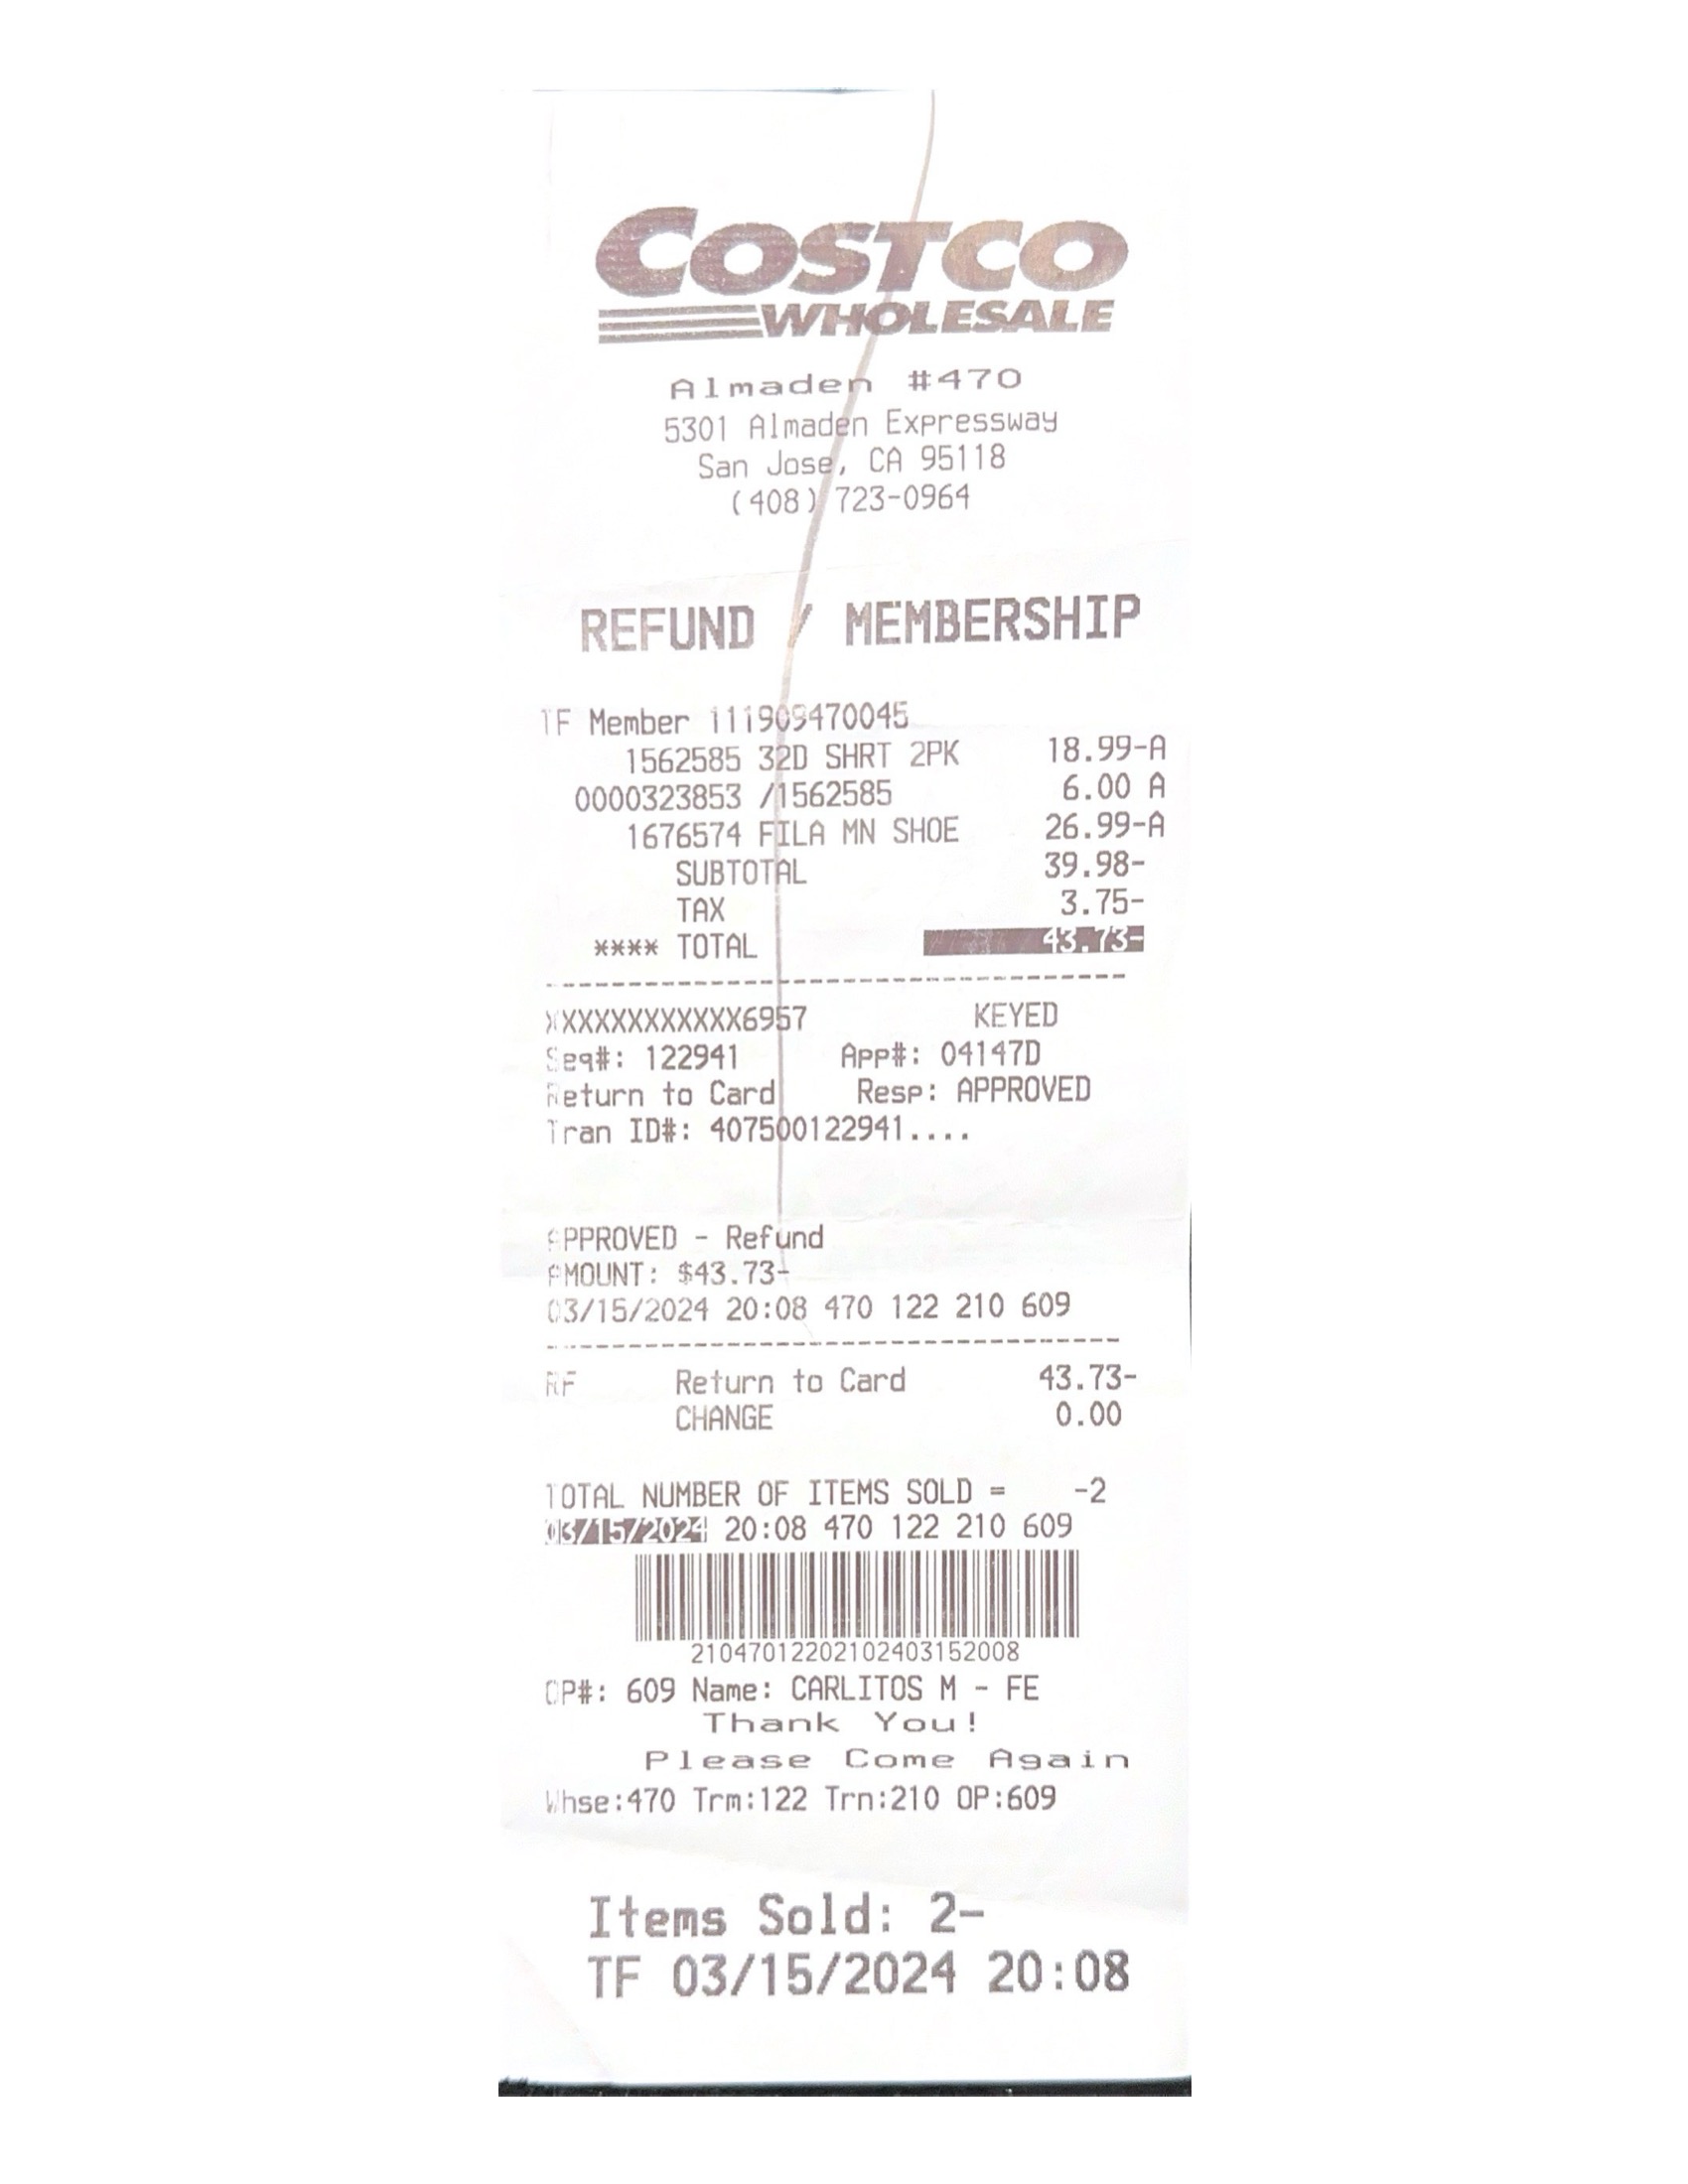 COSTCO
WHOLESALE
Almaden #470
5301 Almaden Expressway
San Jose, CA 95118
(408) 723-0964
REFUND / MEMBERSHIP
TF Member 111909470045
1562585 32D SHRT 2PK 18.99-A
0000323853 /1562585 6.00 A
1676574 FILA MN SHOE 26.99-A
SUBTOTAL 39.98-
TAX 3.75-
**** TOTAL 43.73-
XXXXXXXXXXXX6957 KEYED
Seq#: 122941 App#: 04147D
Return to Card Resp: APPROVED
Tran ID#: 407500122941....
APPROVED - Refund
AMOUNT: $43.73-
03/15/2024 20:08 470 122 210 609
RF Return to Card 43.73-
CHANGE 0.00
TOTAL NUMBER OF ITEMS SOLD = -2
03/15/2024 20:08 470 122 210 609
21047012202102403152008
OP#: 609 Name: CARLITOS M - FE
Thank You!
Please Come Again
Whse:470 Trm:122 Trn:210 OP:609
Items Sold: 2-
TF 03/15/2024 20:08